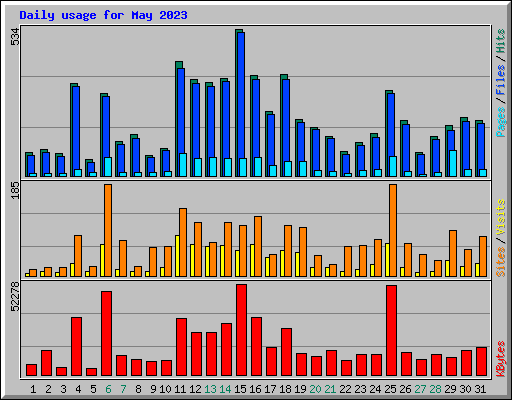 Daily usage for May 2023
534
Pages / Files / Hits
185
Sites / Visits
52278
KBytes
1 2 3 4 5 6 7 8 9 10 11 12 13 14 15 16 17 18 19 20 21 22 23 24 25 26 27 28 29 30 31